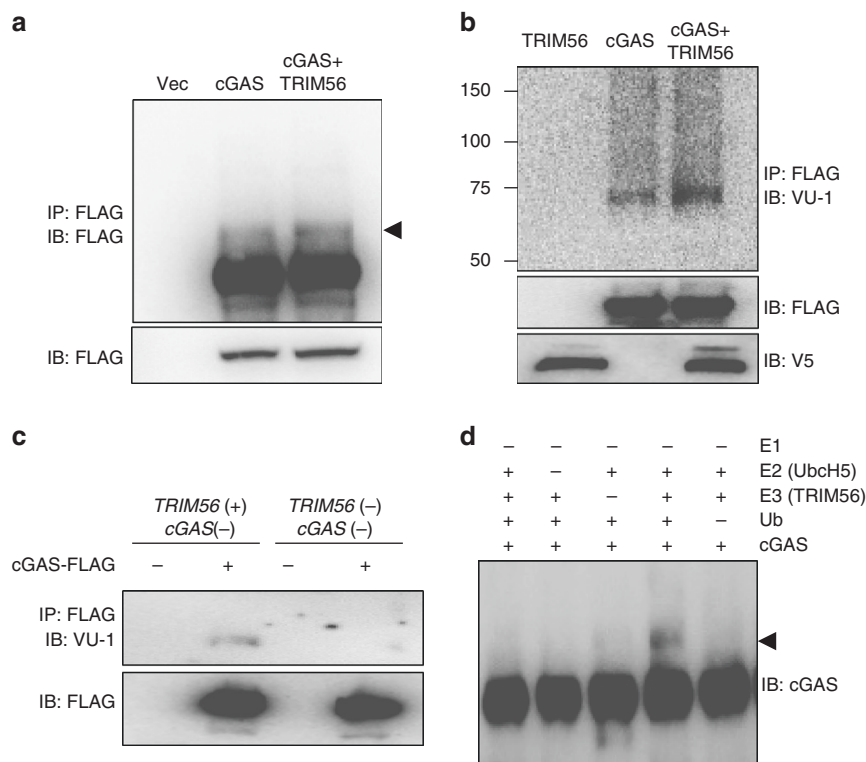 a
Vec cGAS cGAS+
TRIM56
IP: FLAG
IB: FLAG
IB: FLAG
b
TRIM56 cGAS cGAS+
TRIM56
150
100
75
50
IP: FLAG
IB: VU-1
IB: FLAG
IB: V5
c
TRIM56 (+) TRIM56 (–)
cGAS(–) cGAS (–)
cGAS-FLAG – + – +
IP: FLAG
IB: VU-1
IB: FLAG
d
– – – – – E1
+ – + + + E2 (UbcH5)
+ + – + + E3 (TRIM56)
+ + + + – Ub
+ + + + + cGAS
IB: cGAS